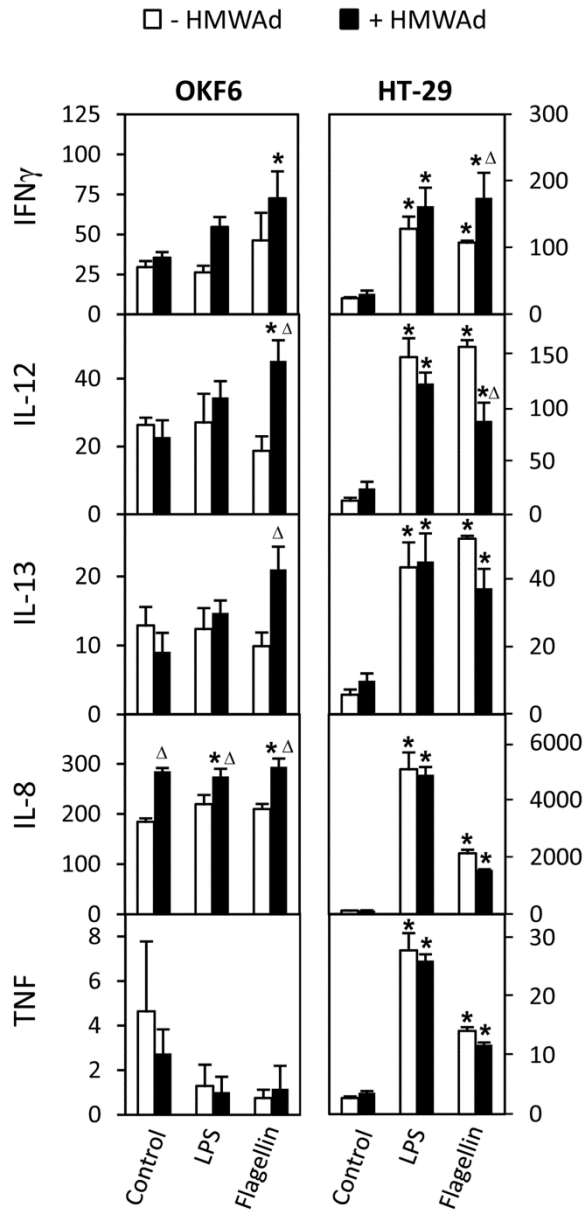 - HMWAd + HMWAd
OKF6 HT-29
IFNγ
125
100
75
50
25
0
* 
300
200
100
0
* * * *Δ
IL-12
40
20
0
*Δ
150
100
50
0
* * * *Δ
IL-13
20
10
0
Δ
40
20
0
* * * *
IL-8
300
200
100
0
Δ *Δ *Δ
6000
4000
2000
0
* * * *
TNF
8
6
4
2
0
30
20
10
0
* * * *
Control LPS Flagellin Control LPS Flagellin